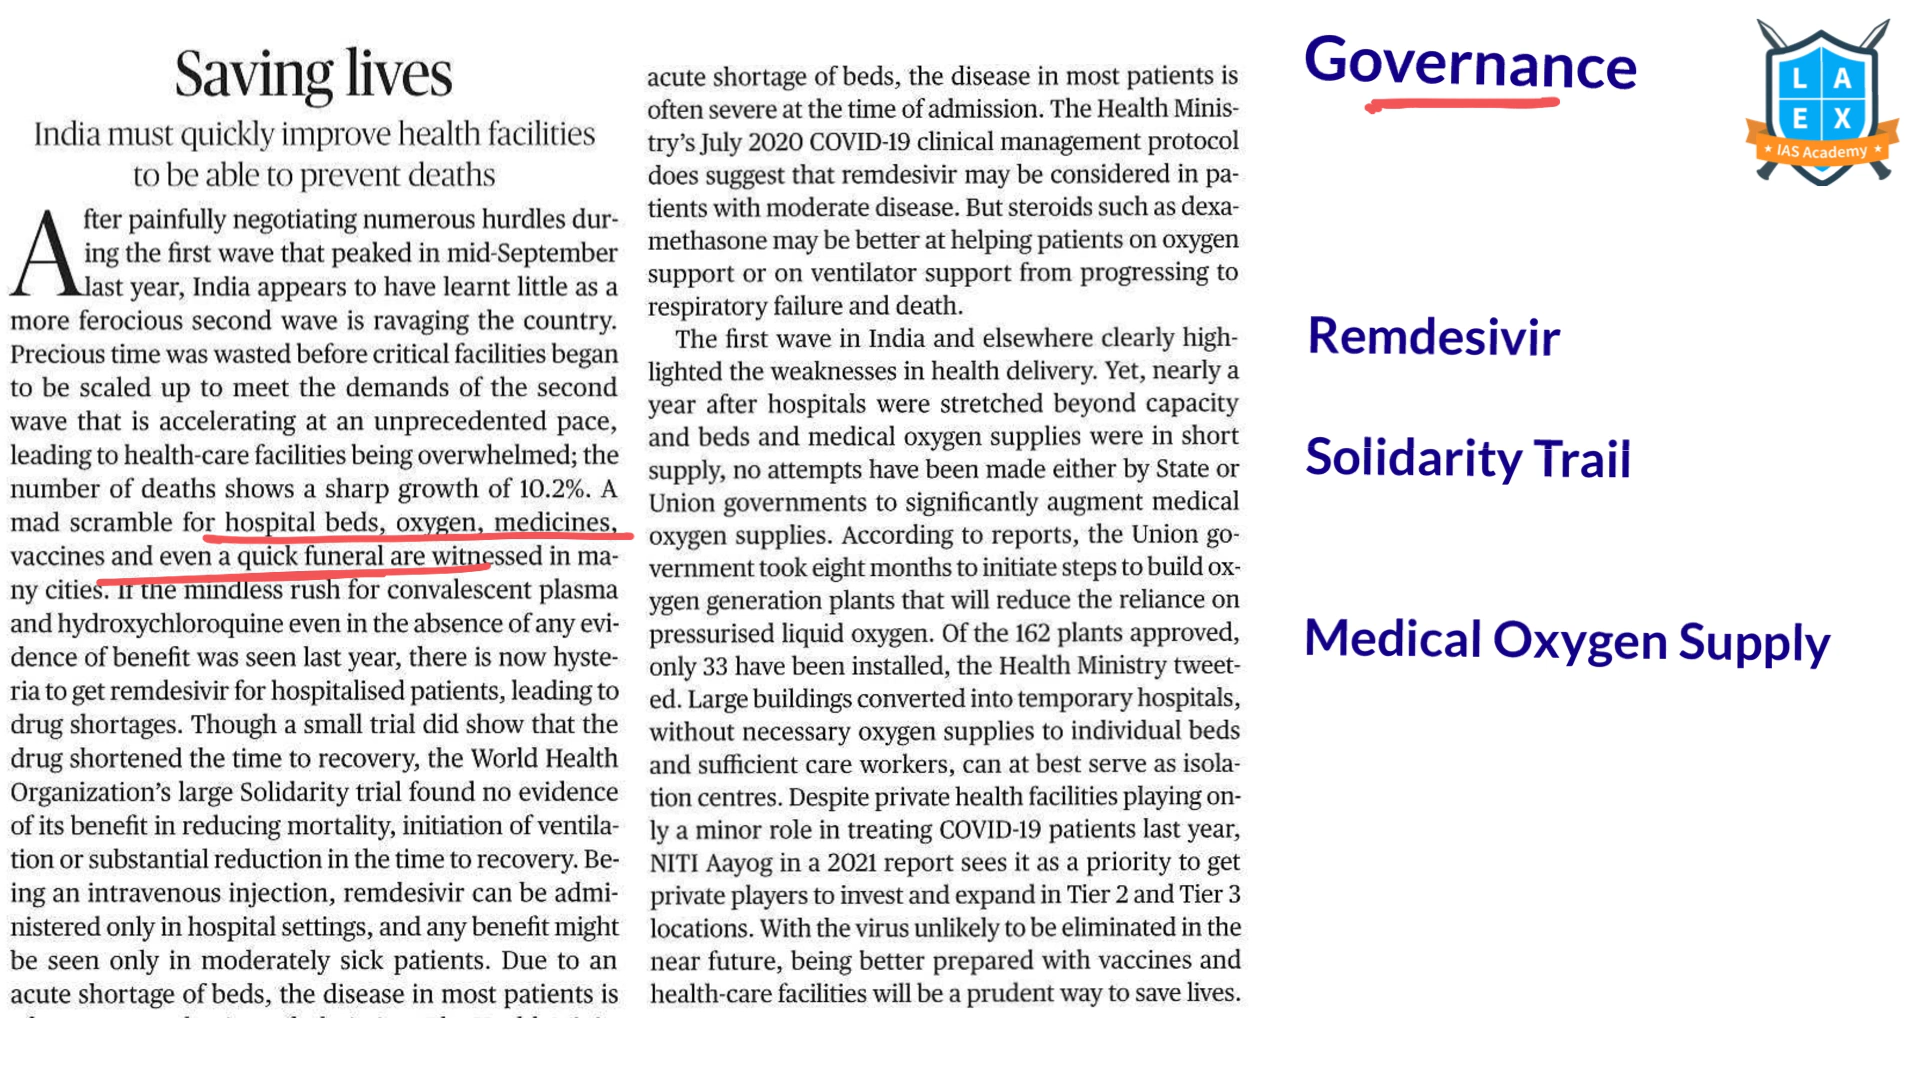 Saving lives
India must quickly improve health facilities
to be able to prevent deaths
After painfully negotiating numerous hurdles dur-
ing the first wave that peaked in mid-September
last year, India appears to have learnt little as a
more ferocious second wave is ravaging the country.
Precious time was wasted before critical facilities began
to be scaled up to meet the demands of the second
wave that is accelerating at an unprecedented pace,
leading to health-care facilities being overwhelmed; the
number of deaths shows a sharp growth of 10.2%. A
mad scramble for hospital beds, oxygen, medicines,
vaccines and even a quick funeral are witnessed in ma-
ny cities. If the mindless rush for convalescent plasma
and hydroxychloroquine even in the absence of any evi-
dence of benefit was seen last year, there is now hyste-
ria to get remdesivir for hospitalised patients, leading to
drug shortages. Though a small trial did show that the
drug shortened the time to recovery, the World Health
Organization's large Solidarity trial found no evidence
of its benefit in reducing mortality, initiation of ventila-
tion or substantial reduction in the time to recovery. Be-
ing an intravenous injection, remdesivir can be admi-
nistered only in hospital settings, and any benefit might
be seen only in moderately sick patients. Due to an
acute shortage of beds, the disease in most patients is
acute shortage of beds, the disease in most patients is
often severe at the time of admission. The Health Minis-
try's July 2020 COVID-19 clinical management protocol
does suggest that remdesivir may be considered in pa-
tients with moderate disease. But steroids such as dexa-
methasone may be better at helping patients on oxygen
support or on ventilator support from progressing to
respiratory failure and death.
The first wave in India and elsewhere clearly high-
lighted the weaknesses in health delivery. Yet, nearly a
year after hospitals were stretched beyond capacity
and beds and medical oxygen supplies were in short
supply, no attempts have been made either by State or
Union governments to significantly augment medical
oxygen supplies. According to reports, the Union go-
vernment took eight months to initiate steps to build ox-
ygen generation plants that will reduce the reliance on
pressurised liquid oxygen. Of the 162 plants approved,
only 33 have been installed, the Health Ministry tweet-
ed. Large buildings converted into temporary hospitals,
without necessary oxygen supplies to individual beds
and sufficient care workers, can at best serve as isola-
tion centres. Despite private health facilities playing on-
ly a minor role in treating COVID-19 patients last year,
NITI Aayog in a 2021 report sees it as a priority to get
private players to invest and expand in Tier 2 and Tier 3
locations. With the virus unlikely to be eliminated in the
near future, being better prepared with vaccines and
health-care facilities will be a prudent way to save lives.
Governance
Remdesivir
Solidarity Trail
Medical Oxygen Supply
L A
E X
IAS Academy